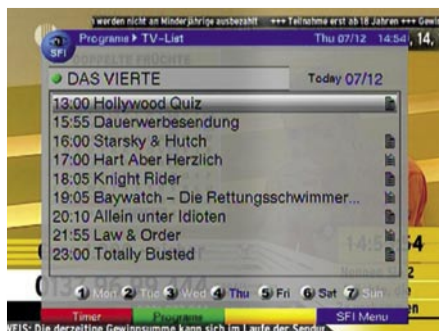 werden nicht an Minderjährige ausbezahlt +++ Teilnahme erst ab 18 Jahren +++
SFI Programs TV-List Thu 07/12 14:54
14,
DOPPELTE FRÜCHTE
DAS VIERTE Today 07/12
13:00 Hollywood Quiz
15:55 Dauerwerbesendung
16:00 Starsky & Hutch
17:00 Hart Aber Herzlich
18:05 Knight Rider
19:05 Baywatch – Die Rettungsschwimmer...
20:10 Allein unter Idioten
21:55 Law & Order
23:00 Totally Busted
1 Mon 2 Tue 3 Wed 4 Thu 5 Fri 6 Sat 7 Sun
Timer Programs SFI Menu
Die derzeitige Gewinnsumme kann sich im Laufe der